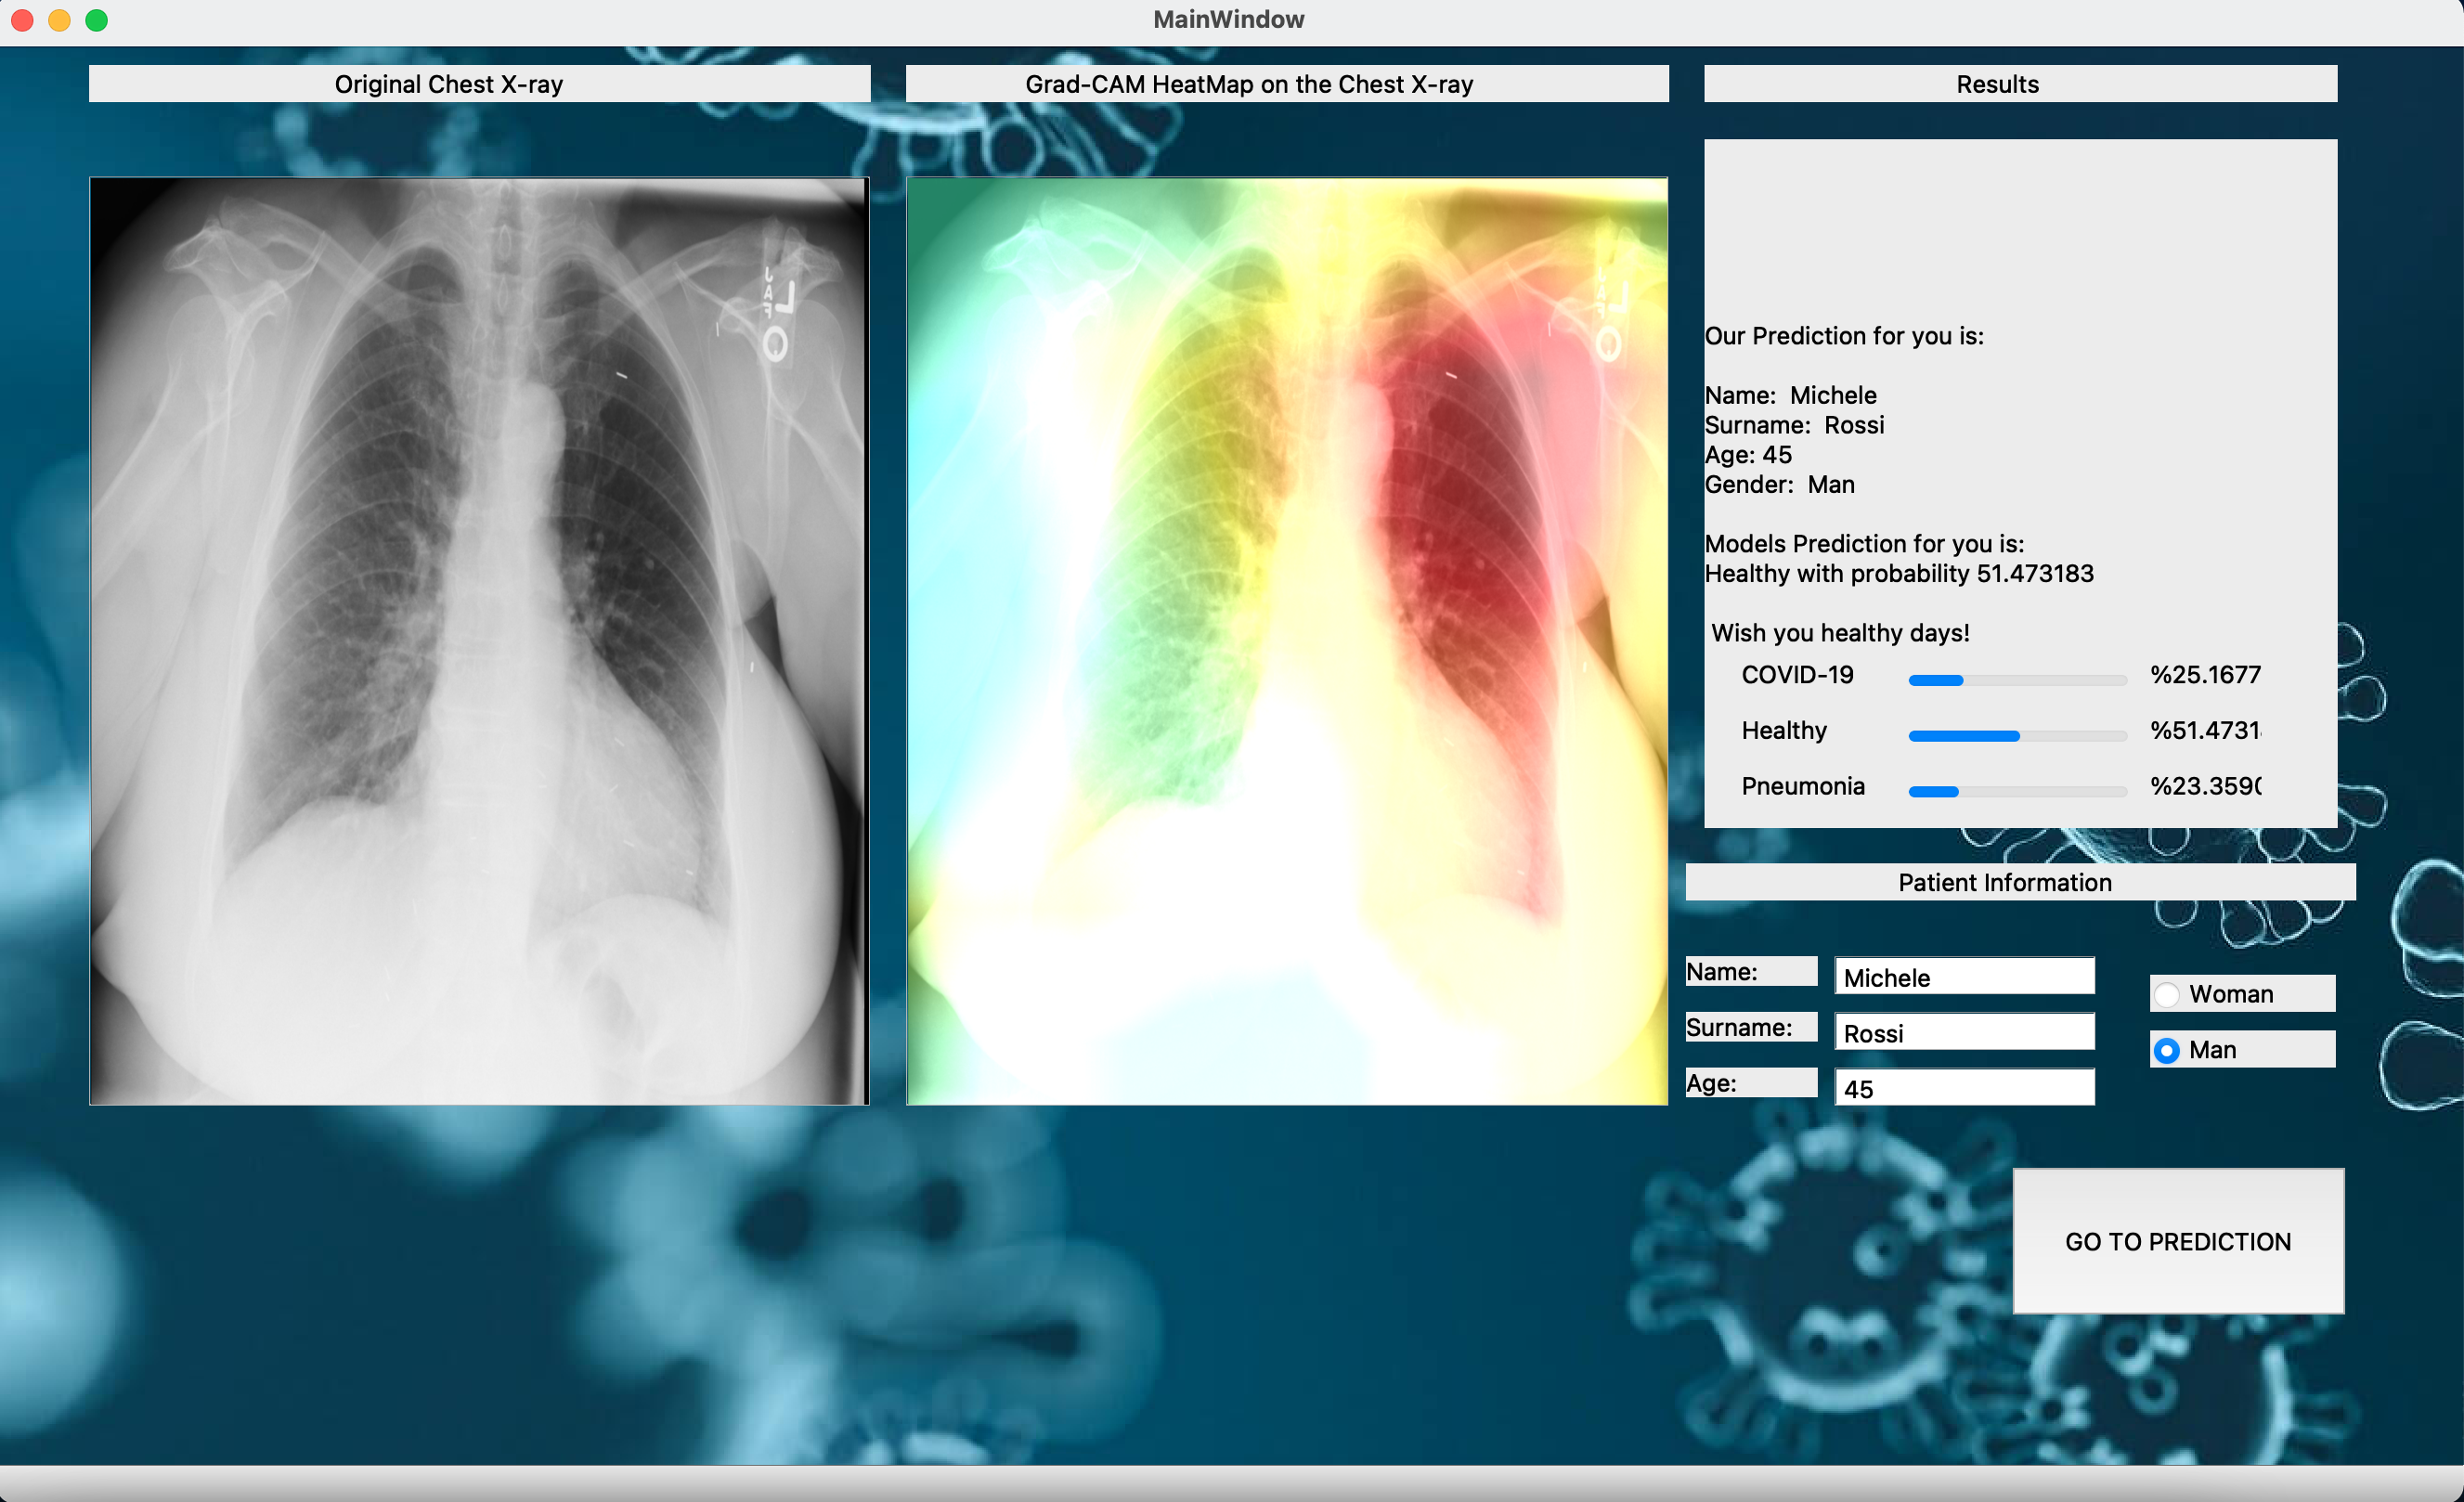 MainWindow
Original Chest X-ray
Grad-CAM HeatMap on the Chest X-ray
Results
L
JAF
O
L
JAF
O
Our Prediction for you is:
Name: Michele
Surname: Rossi
Age: 45
Gender: Man
Models Prediction for you is:
Healthy with probability 51.473183
Wish you healthy days!
COVID-19 %25.1677
Healthy %51.4731
Pneumonia %23.3590
Patient Information
Name: Michele
Surname: Rossi
Age: 45
Woman
Man
GO TO PREDICTION